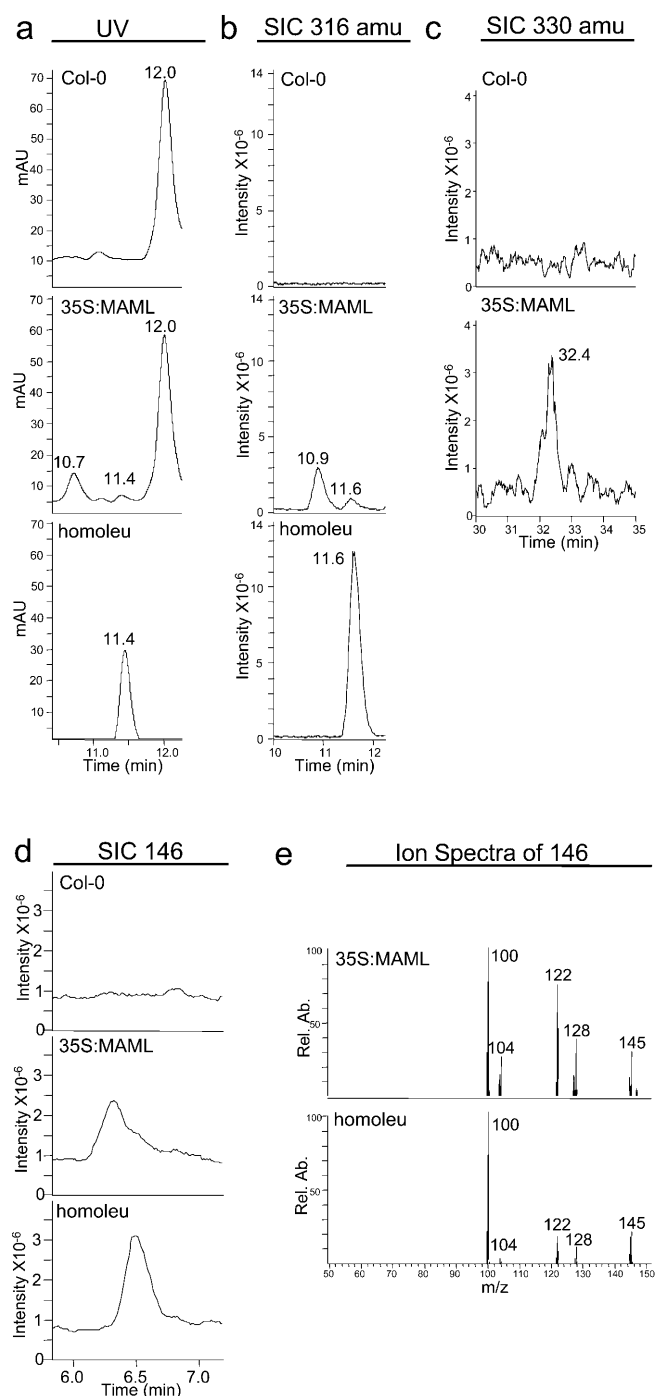 a UV
Col-0
12.0
70
60
50
40
30
20
10
mAU
35S:MAML
12.0
10.7
11.4
70
60
50
40
30
20
10
mAU
homoleu
11.4
70
60
50
40
30
20
10
mAU
11.0 12.0
Time (min)
b SIC 316 amu
Col-0
14
10
5
0
Intensity X10-6
35S:MAML
10.9
11.6
14
10
5
0
Intensity X10-6
homoleu
11.6
14
10
5
0
Intensity X10-6
10 11 12
Time (min)
c SIC 330 amu
Col-0
4
3
2
1
0
Intensity X10-6
35S:MAML
32.4
4
3
2
1
0
Intensity X10-6
30 31 32 33 34 35
Time (min)
d SIC 146
Col-0
3
2
1
0
Intensity X10-6
35S:MAML
3
2
1
0
Intensity X10-6
homoleu
3
2
1
0
Intensity X10-6
6.0 6.5 7.0
Time (min)
e Ion Spectra of 146
35S:MAML
100
50
Rel. Ab.
100
104
122
128
145
homoleu
100
50
Rel. Ab.
100
104
122
128
145
50 60 70 80 90 100 110 120 130 140 150
m/z